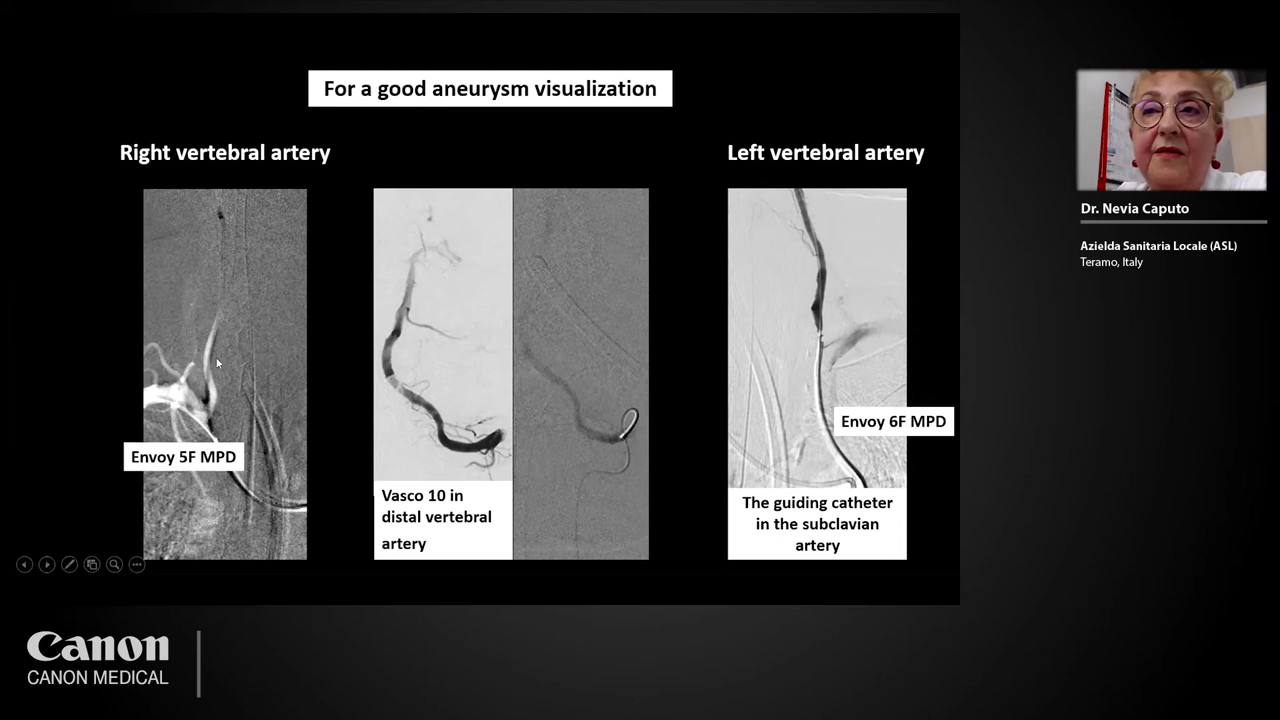 For a good aneurysm visualization
Right vertebral artery
Left vertebral artery
Envoy 5F MPD
Vasco 10 in
distal vertebral
artery
Envoy 6F MPD
The guiding catheter
in the subclavian
artery
Dr. Nevia Caputo
Azielda Sanitaria Locale (ASL)
Teramo, Italy
Canon
CANON MEDICAL